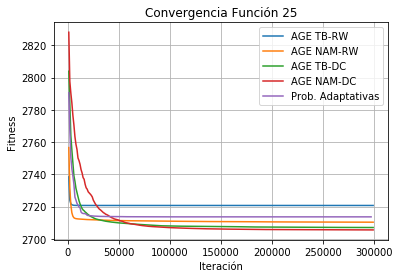 Convergencia Función 25
AGE TB-RW
AGE NAM-RW
AGE TB-DC
AGE NAM-DC
Prob. Adaptativas
Fitness
2820
2800
2780
2760
2740
2720
2700
0 50000 100000 150000 200000 250000 300000
Iteración